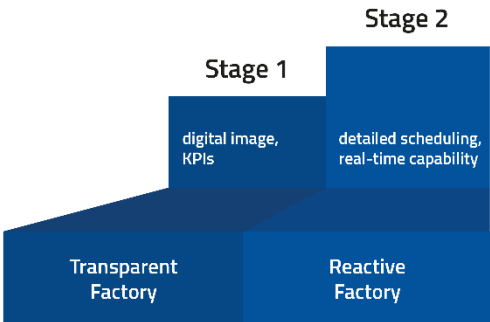 Stage 2
Stage 1
digital image,
KPIs
detailed scheduling,
real-time capability
Transparent
Factory
Reactive
Factory